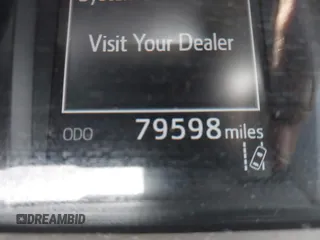 Visit Your Dealer
ODO 79598 miles
DREAMBID